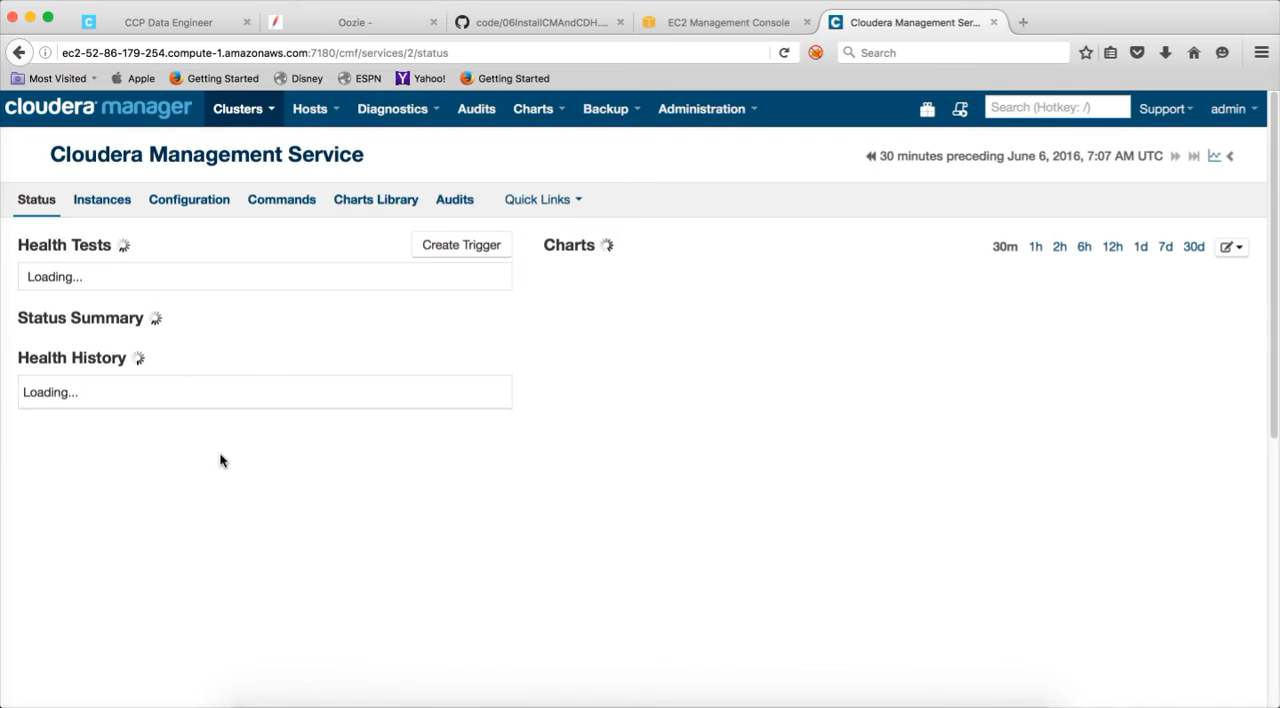 CCP Data Engineer
Oozie -
code/06InstallCMAndCDH....
EC2 Management Console
Cloudera Management Ser...
ec2-52-86-179-254.compute-1.amazonaws.com:7180/cmf/services/2/status
Search
Most Visited
Apple
Getting Started
Disney
ESPN
Yahoo!
Getting Started
cloudera manager
Clusters
Hosts
Diagnostics
Audits
Charts
Backup
Administration
Search (Hotkey: /)
Support
admin
Cloudera Management Service
30 minutes preceding June 6, 2016, 7:07 AM UTC
Status
Instances
Configuration
Commands
Charts Library
Audits
Quick Links
Health Tests
Create Trigger
Charts
30m 1h 2h 6h 12h 1d 7d 30d
Loading...
Status Summary
Health History
Loading...